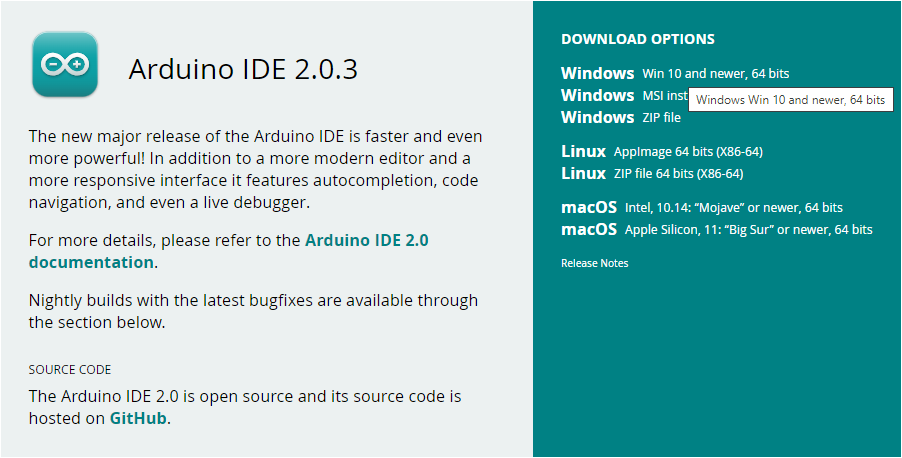 Arduino IDE 2.0.3
The new major release of the Arduino IDE is faster and even
more powerful! In addition to a more modern editor and a
more responsive interface it features autocompletion, code
navigation, and even a live debugger.
For more details, please refer to the Arduino IDE 2.0
documentation.
Nightly builds with the latest bugfixes are available through
the section below.
SOURCE CODE
The Arduino IDE 2.0 is open source and its source code is
hosted on GitHub.
DOWNLOAD OPTIONS
Windows Win 10 and newer, 64 bits
Windows MSI inst
Windows Win 10 and newer, 64 bits
Windows ZIP file
Linux AppImage 64 bits (X86-64)
Linux ZIP file 64 bits (X86-64)
macOS Intel, 10.14: “Mojave” or newer, 64 bits
macOS Apple Silicon, 11: “Big Sur” or newer, 64 bits
Release Notes